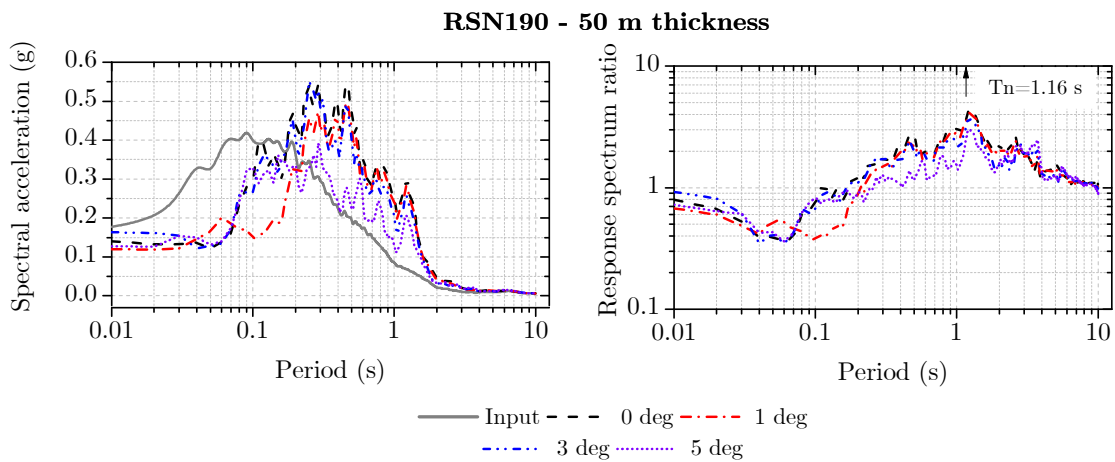 RSN190 - 50 m thickness
Spectral acceleration (g)
0.6
0.5
0.4
0.3
0.2
0.1
0.0
0.01
0.1
1
10
Period (s)
Response spectrum ratio
10
1
0.1
Tn=1.16 s
0.01
0.1
1
10
Period (s)
Input
0 deg
1 deg
3 deg
5 deg